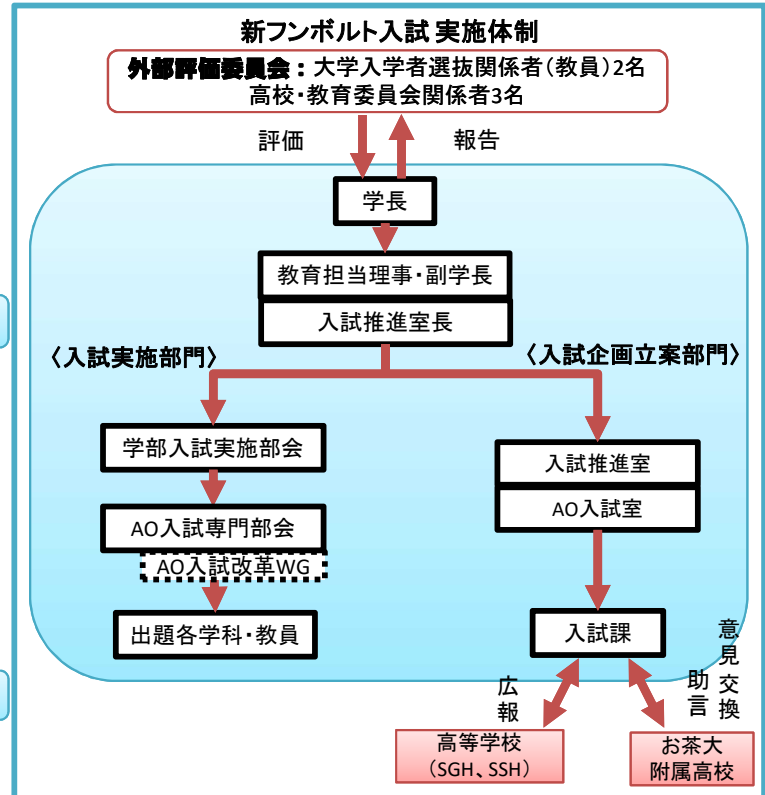 新フンボルト入試 実施体制
外部評価委員会：大学入学者選抜関係者（教員）2名
高校・教育委員会関係者3名
評価
報告
学長
教育担当理事・副学長
入試推進室長
〈入試実施部門〉
〈入試企画立案部門〉
学部入試実施部会
入試推進室
AO入試室
AO入試専門部会
AO入試改革WG
出題各学科・教員
入試課
広報
助言
意見交換
高等学校
（SGH、SSH）
お茶大
附属高校